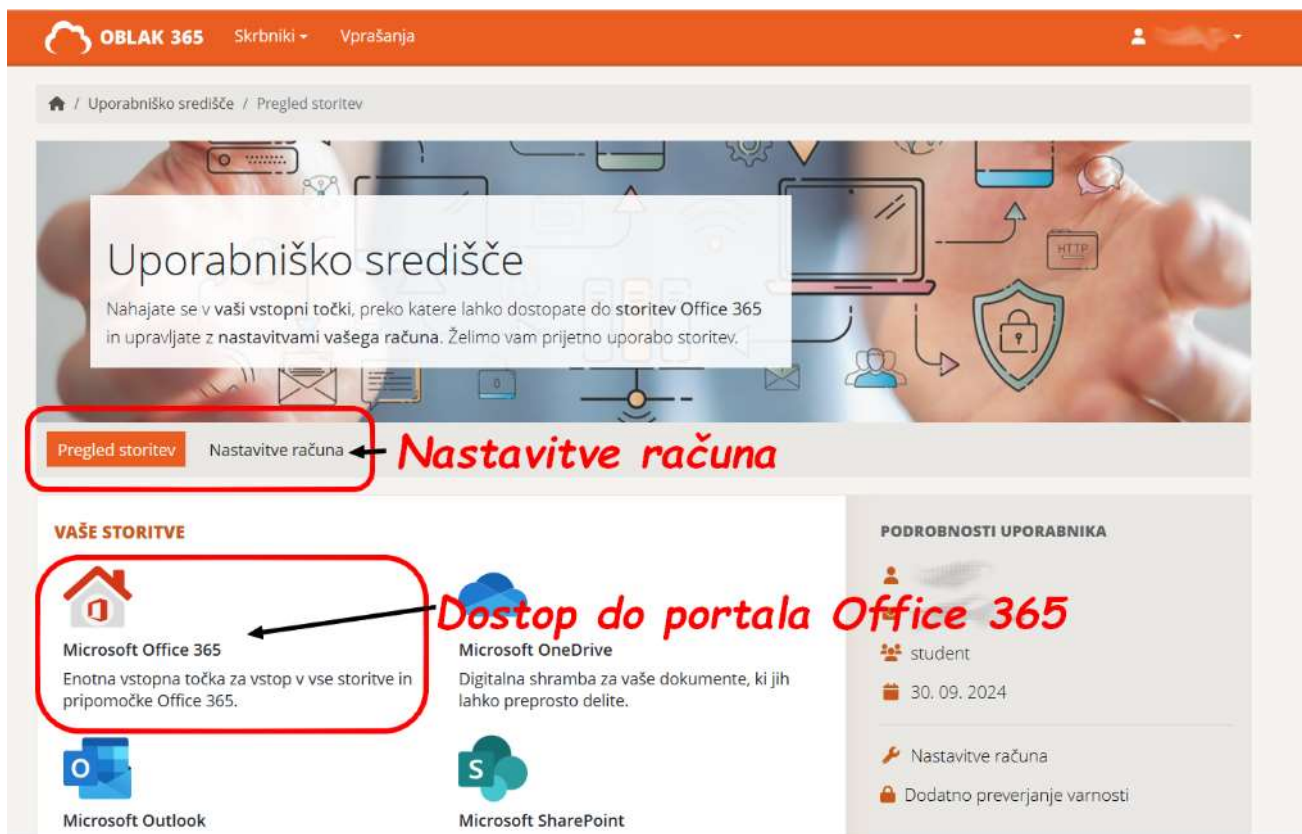 OBLAK 365 Skrbniki Vprašanja
/ Uporabniško središče / Pregled storitev
HTTP
Uporabniško središče
Nahajate se v vaši vstopni točki, preko katere lahko dostopate do storitev Office 365
in upravljate z nastavitvami vašega računa. Želimo vam prijetno uporabo storitev.
Pregled storitev Nastavitve računa Nastavitve računa
VAŠE STORITVE
Microsoft Office 365
Enotna vstopna točka za vstop v vse storitve in
pripomočke Office 365.
Dostop do portala Office 365
Microsoft OneDrive
Digitalna shramba za vaše dokumente, ki jih
lahko preprosto delite.
Microsoft Outlook
Microsoft SharePoint
PODROBNOSTI UPORABNIKA
student
30. 09. 2024
Nastavitve računa
Dodatno preverjanje varnosti